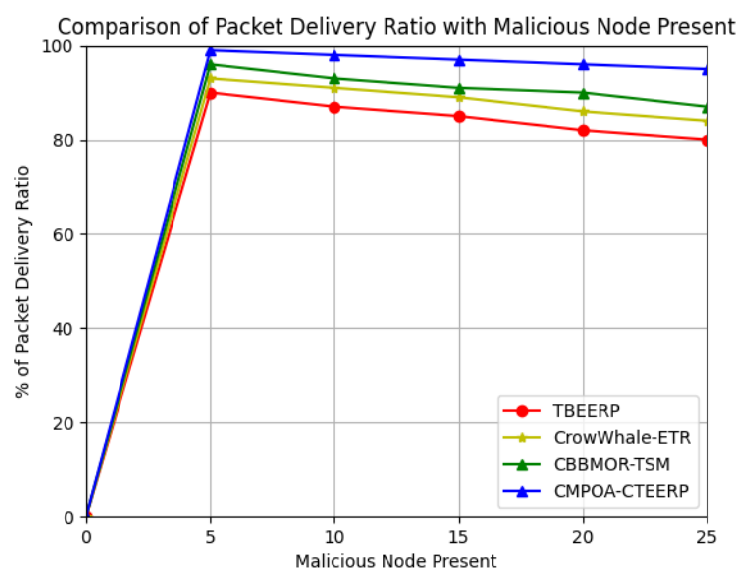 Comparison of Packet Delivery Ratio with Malicious Node Present
100
80
60
40
20
0
% of Packet Delivery Ratio
TBEERP
CrowWhale-ETR
CBBMOR-TSM
CMPOA-CTEERP
0 5 10 15 20 25
Malicious Node Present